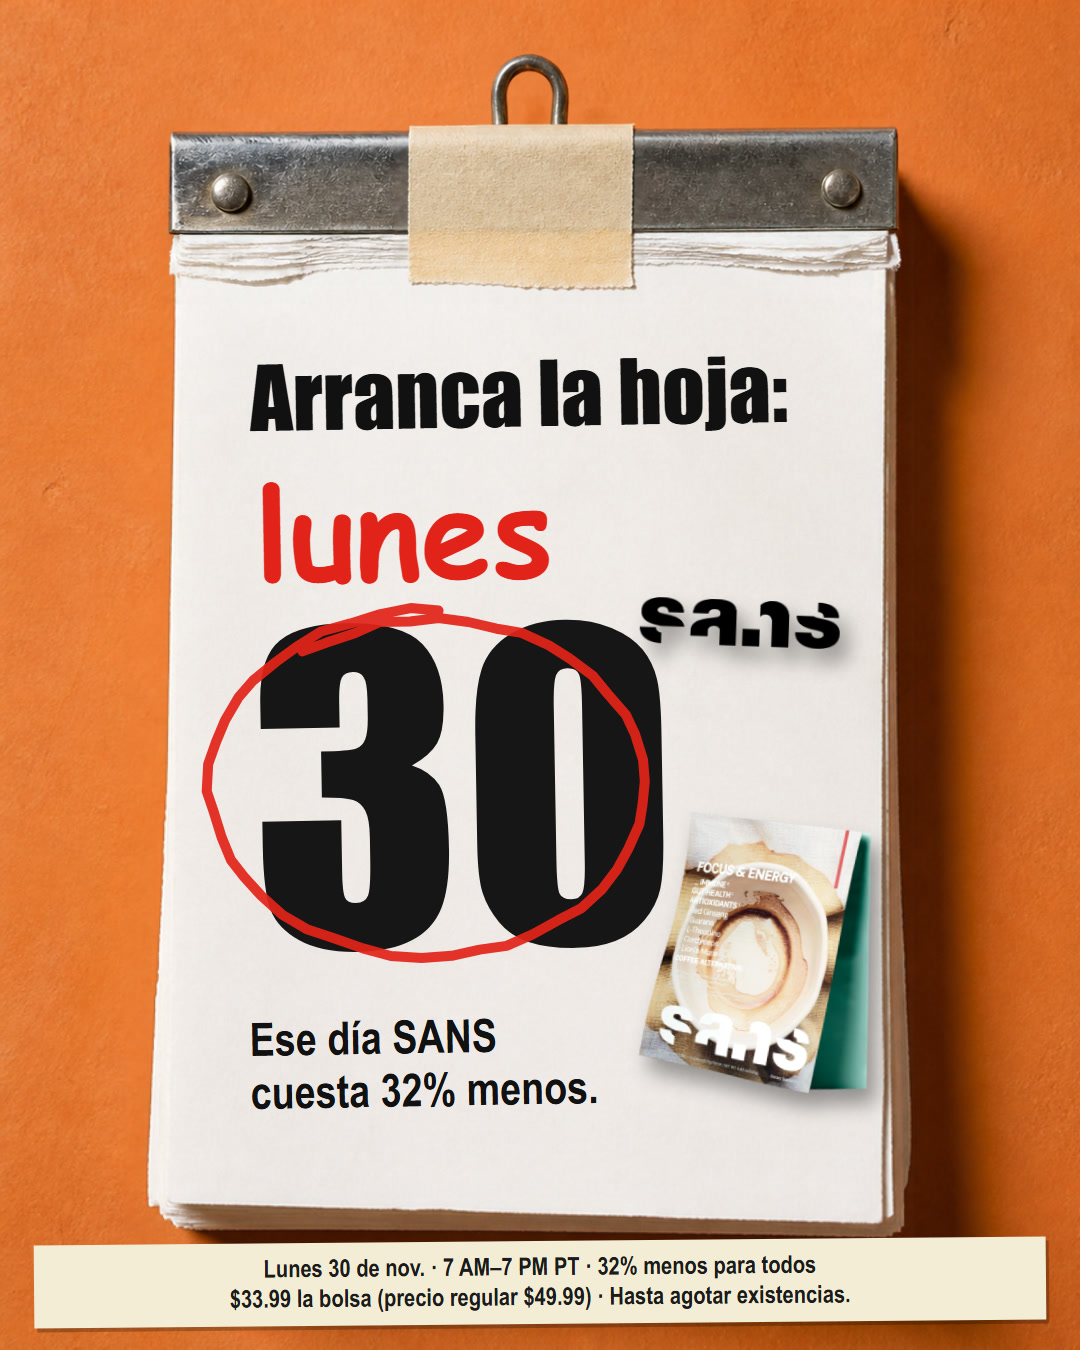 Arranca la hoja:
lunes
30
sans
FOCUS & ENERGY
ANTIOXIDANTS
sans
Ese día SANS
cuesta 32% menos.
Lunes 30 de nov. · 7 AM–7 PM PT · 32% menos para todos
$33.99 la bolsa (precio regular $49.99) · Hasta agotar existencias.